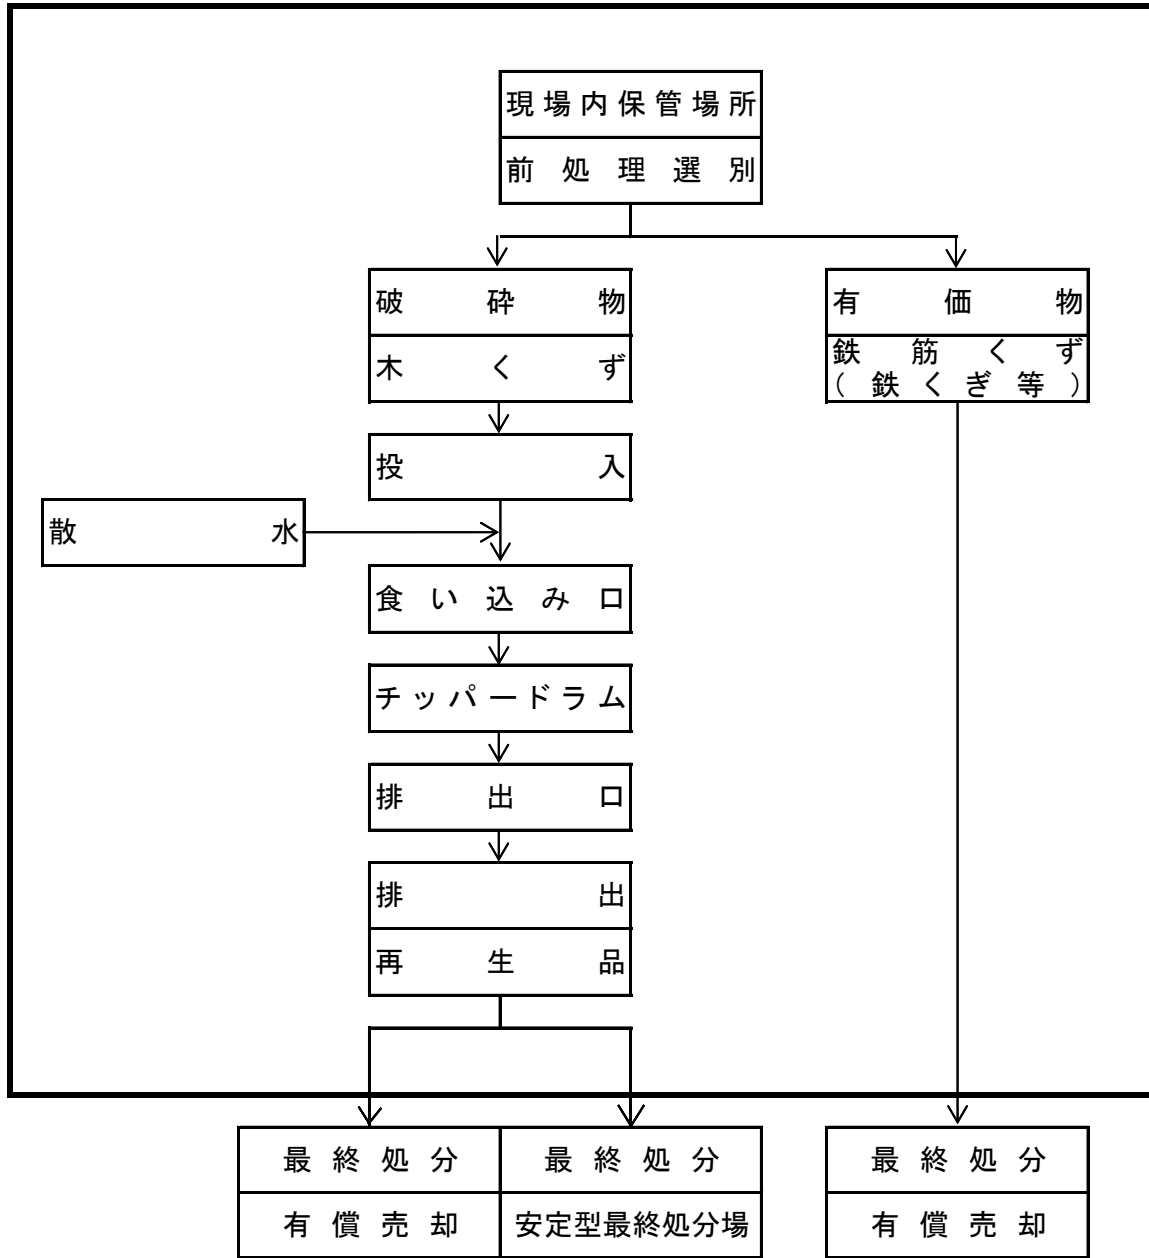 現場内保管場所
前処理選別
破砕物
木くず
有価物
鉄筋くず
（鉄くぎ等）
投入
散水
食い込み口
チッパードラム
排出口
排出
再生品
最終処分
有償売却
最終処分
安定型最終処分場
最終処分
有償売却